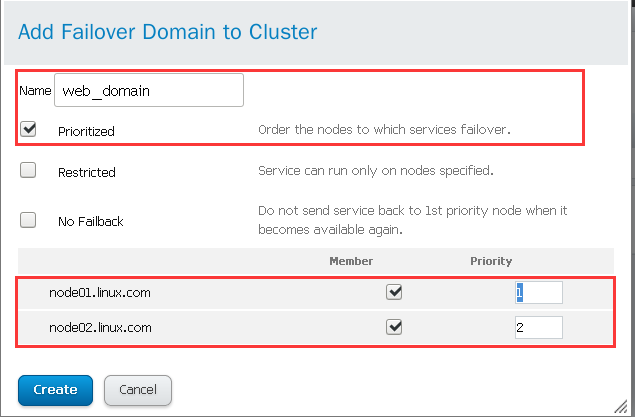 Add Failover Domain to Cluster
Name web_domain
Prioritized Order the nodes to which services failover.
Restricted Service can run only on nodes specified.
No Failback Do not send service back to 1st priority node when it
becomes available again.
Member Priority
node01.linux.com 1
node02.linux.com 2
Create Cancel